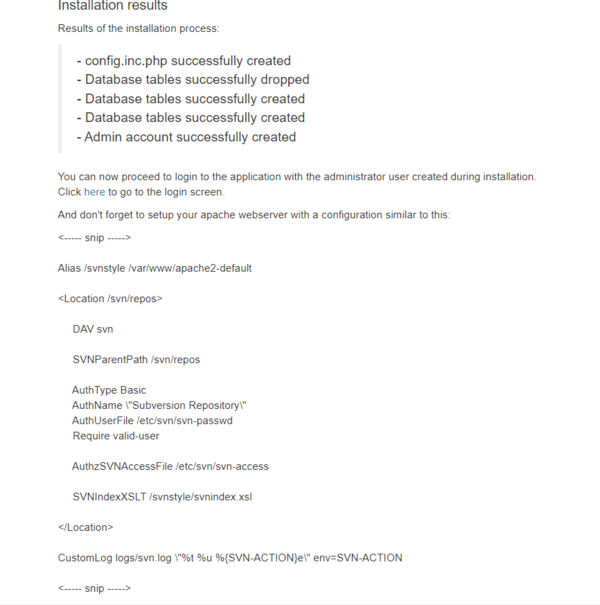 Installation results
Results of the installation process:
- config.inc.php successfully created
- Database tables successfully dropped
- Database tables successfully created
- Database tables successfully created
- Admin account successfully created
You can now proceed to login to the application with the administrator user created during installation.
Click here to go to the login screen.
And don't forget to setup your apache webserver with a configuration similar to this:
<----- snip ----->
Alias /svnstyle /var/www/apache2-default
<Location /svn/repos>
DAV svn
SVNParentPath /svn/repos
AuthType Basic
AuthName \"Subversion Repository\"
AuthUserFile /etc/svn/svn-passwd
Require valid-user
AuthzSVNAccessFile /etc/svn/svn-access
SVNIndexXSLT /svnstyle/svnindex.xsl
</Location>
CustomLog logs/svn.log \"%t %u %{SVN-ACTION}e\" env=SVN-ACTION
<----- snip ----->